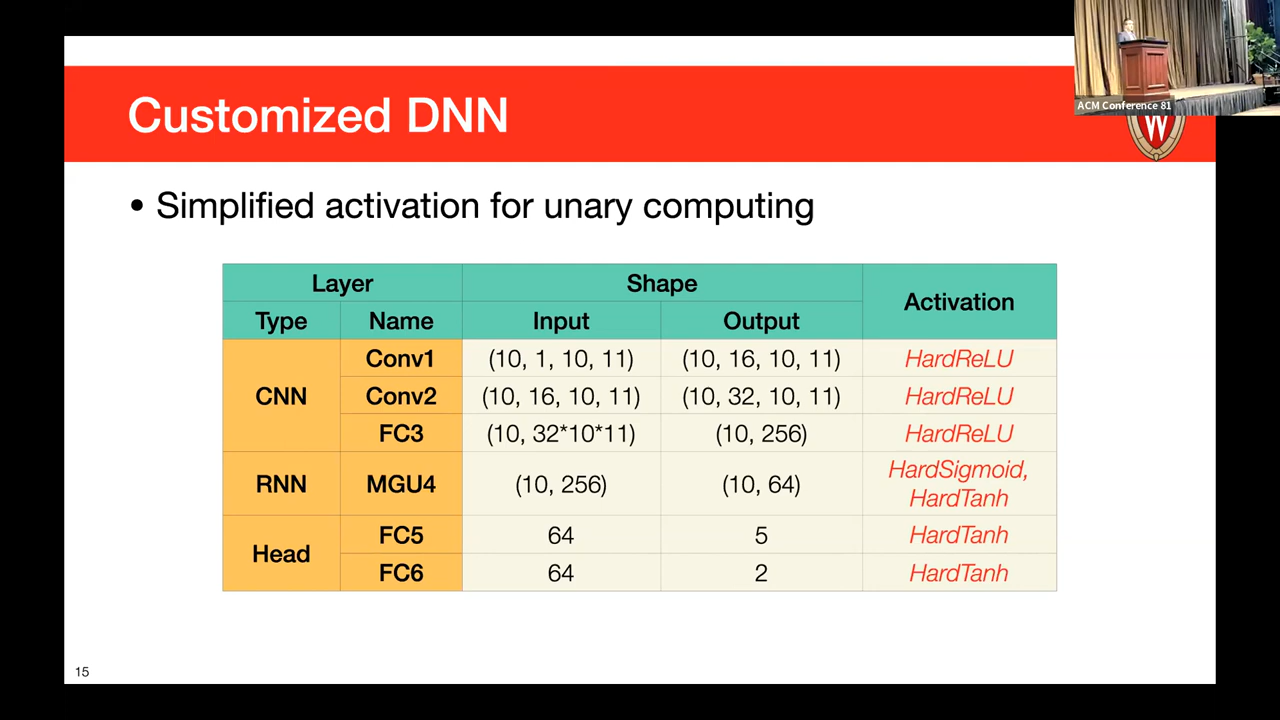 ACM Conference 81
W
Customized DNN
• Simplified activation for unary computing
Layer Shape Activation
Type Name Input Output
CNN Conv1 (10, 1, 10, 11) (10, 16, 10, 11) HardReLU
Conv2 (10, 16, 10, 11) (10, 32, 10, 11) HardReLU
FC3 (10, 32*10*11) (10, 256) HardReLU
RNN MGU4 (10, 256) (10, 64) HardSigmoid,
HardTanh
Head FC5 64 5 HardTanh
FC6 64 2 HardTanh
15